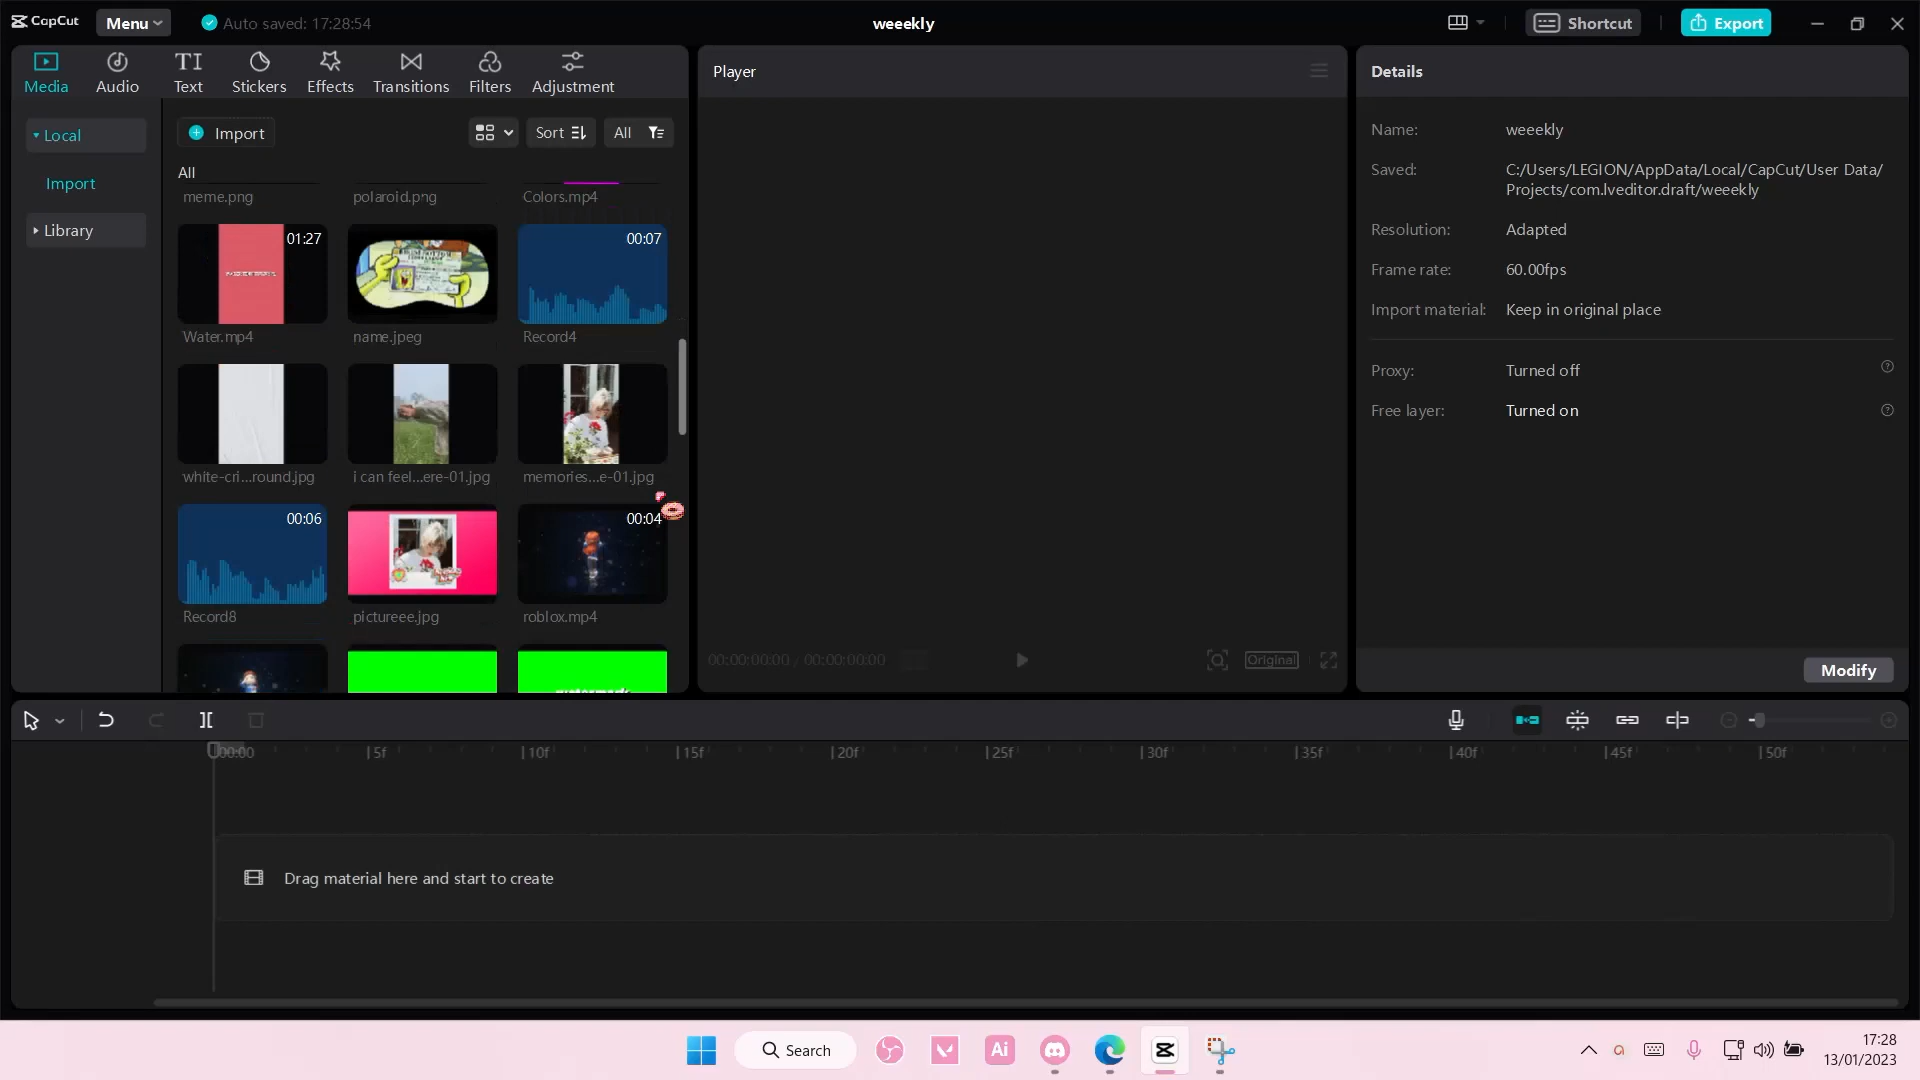 CapCut
Menu
Auto saved: 17:28:54
weeekly
Shortcut
Export
Media
Audio
TI
Text
Stickers
Effects
Transitions
Filters
Adjustment
Player
Details
Local
Import
Library
Import
Sort
All
All
meme.png
polaroid.png
Colors.mp4
01:27
00:07
Water.mp4
name.jpeg
Record4
white-cri...round.jpg
i can feel...ere-01.jpg
memories...e-01.jpg
00:06
00:04
Record8
pictureee.jpg
roblox.mp4
Name: weeekly
Saved: C:/Users/LEGION/AppData/Local/CapCut/User Data/
Projects/com.lveditor.draft/weeekly
Resolution: Adapted
Frame rate: 60.00fps
Import material: Keep in original place
Proxy: Turned off
Free layer: Turned on
00:00:00:00 / 00:00:00:00
Original
Modify
00:00 |5f |10f |15f |20f |25f |30f |35f |40f |45f |50f
Drag material here and start to create
Search
Ai
17:28
13/01/2023